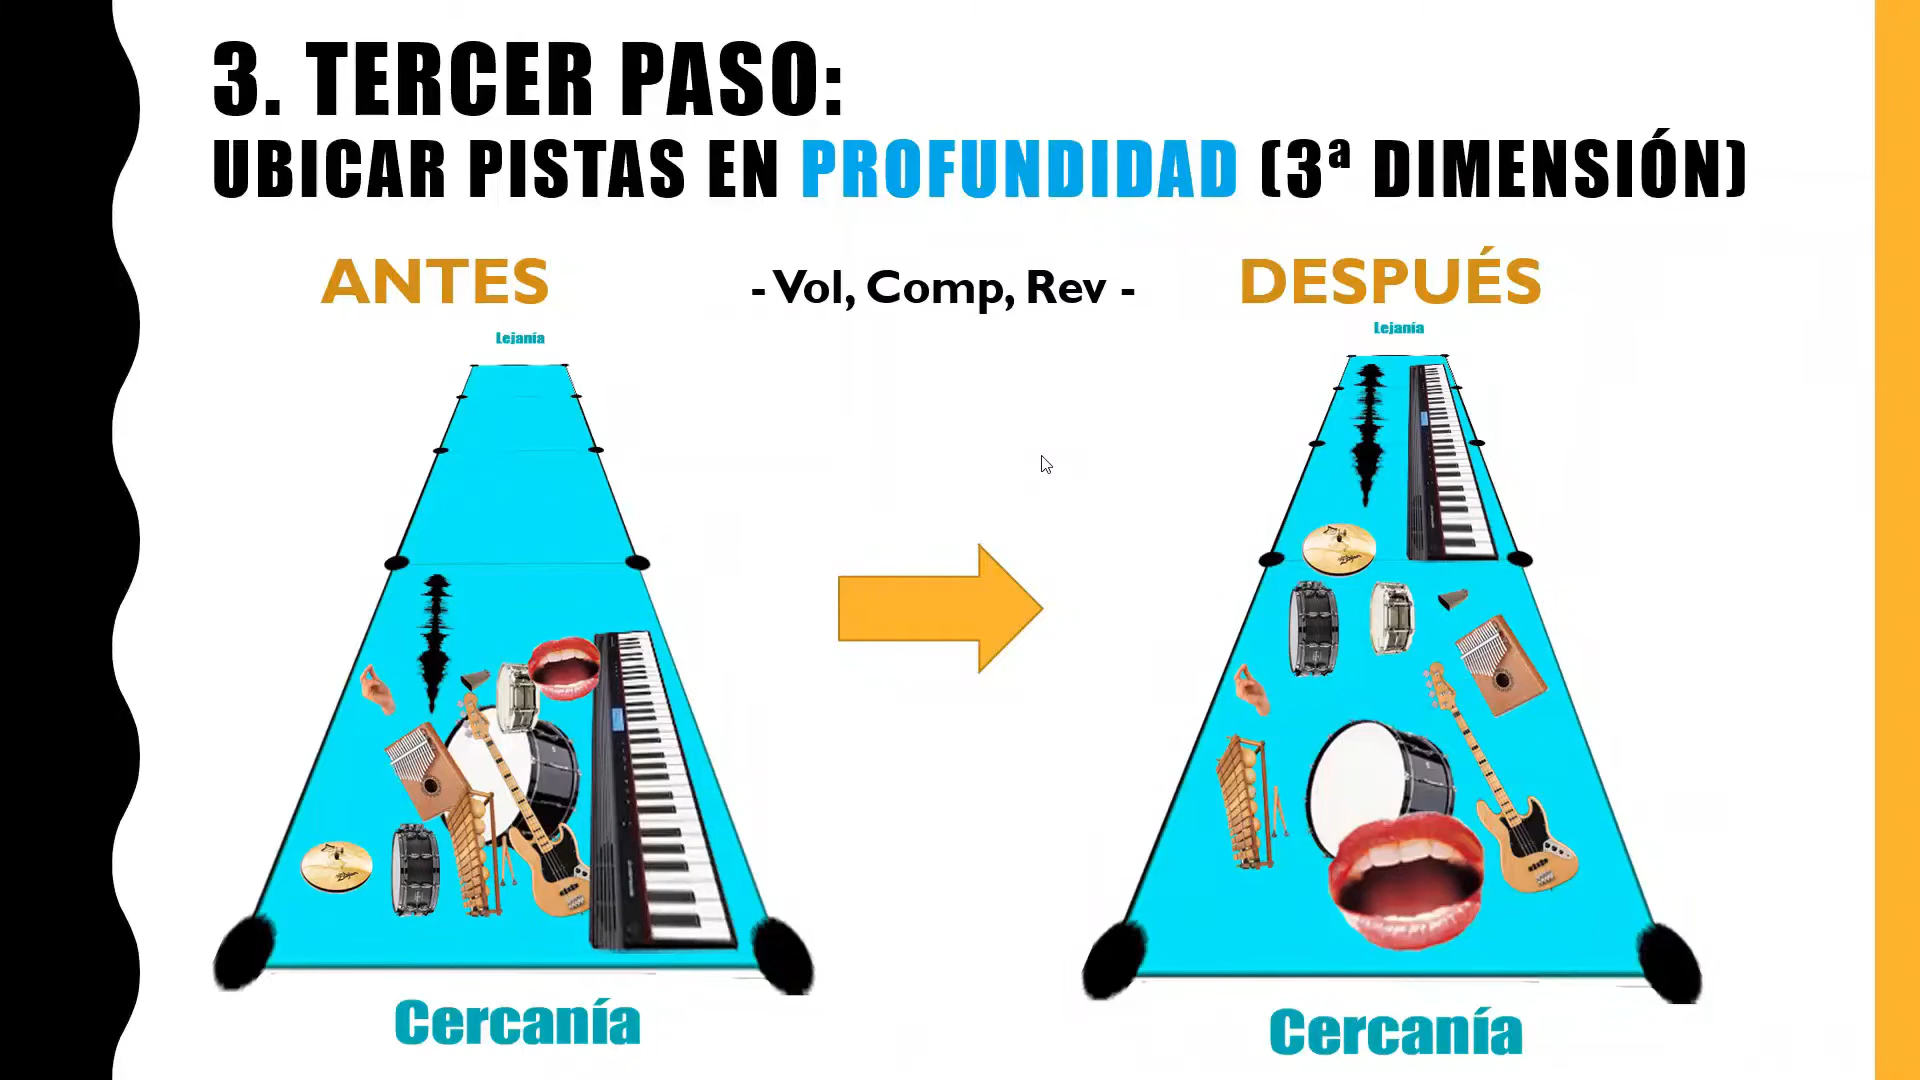 3. TERCER PASO:
UBICAR PISTAS EN PROFUNDIDAD (3ª DIMENSIÓN)
ANTES
- Vol, Comp, Rev -
DESPUÉS
Lejanía
Lejanía
Cercanía
Cercanía